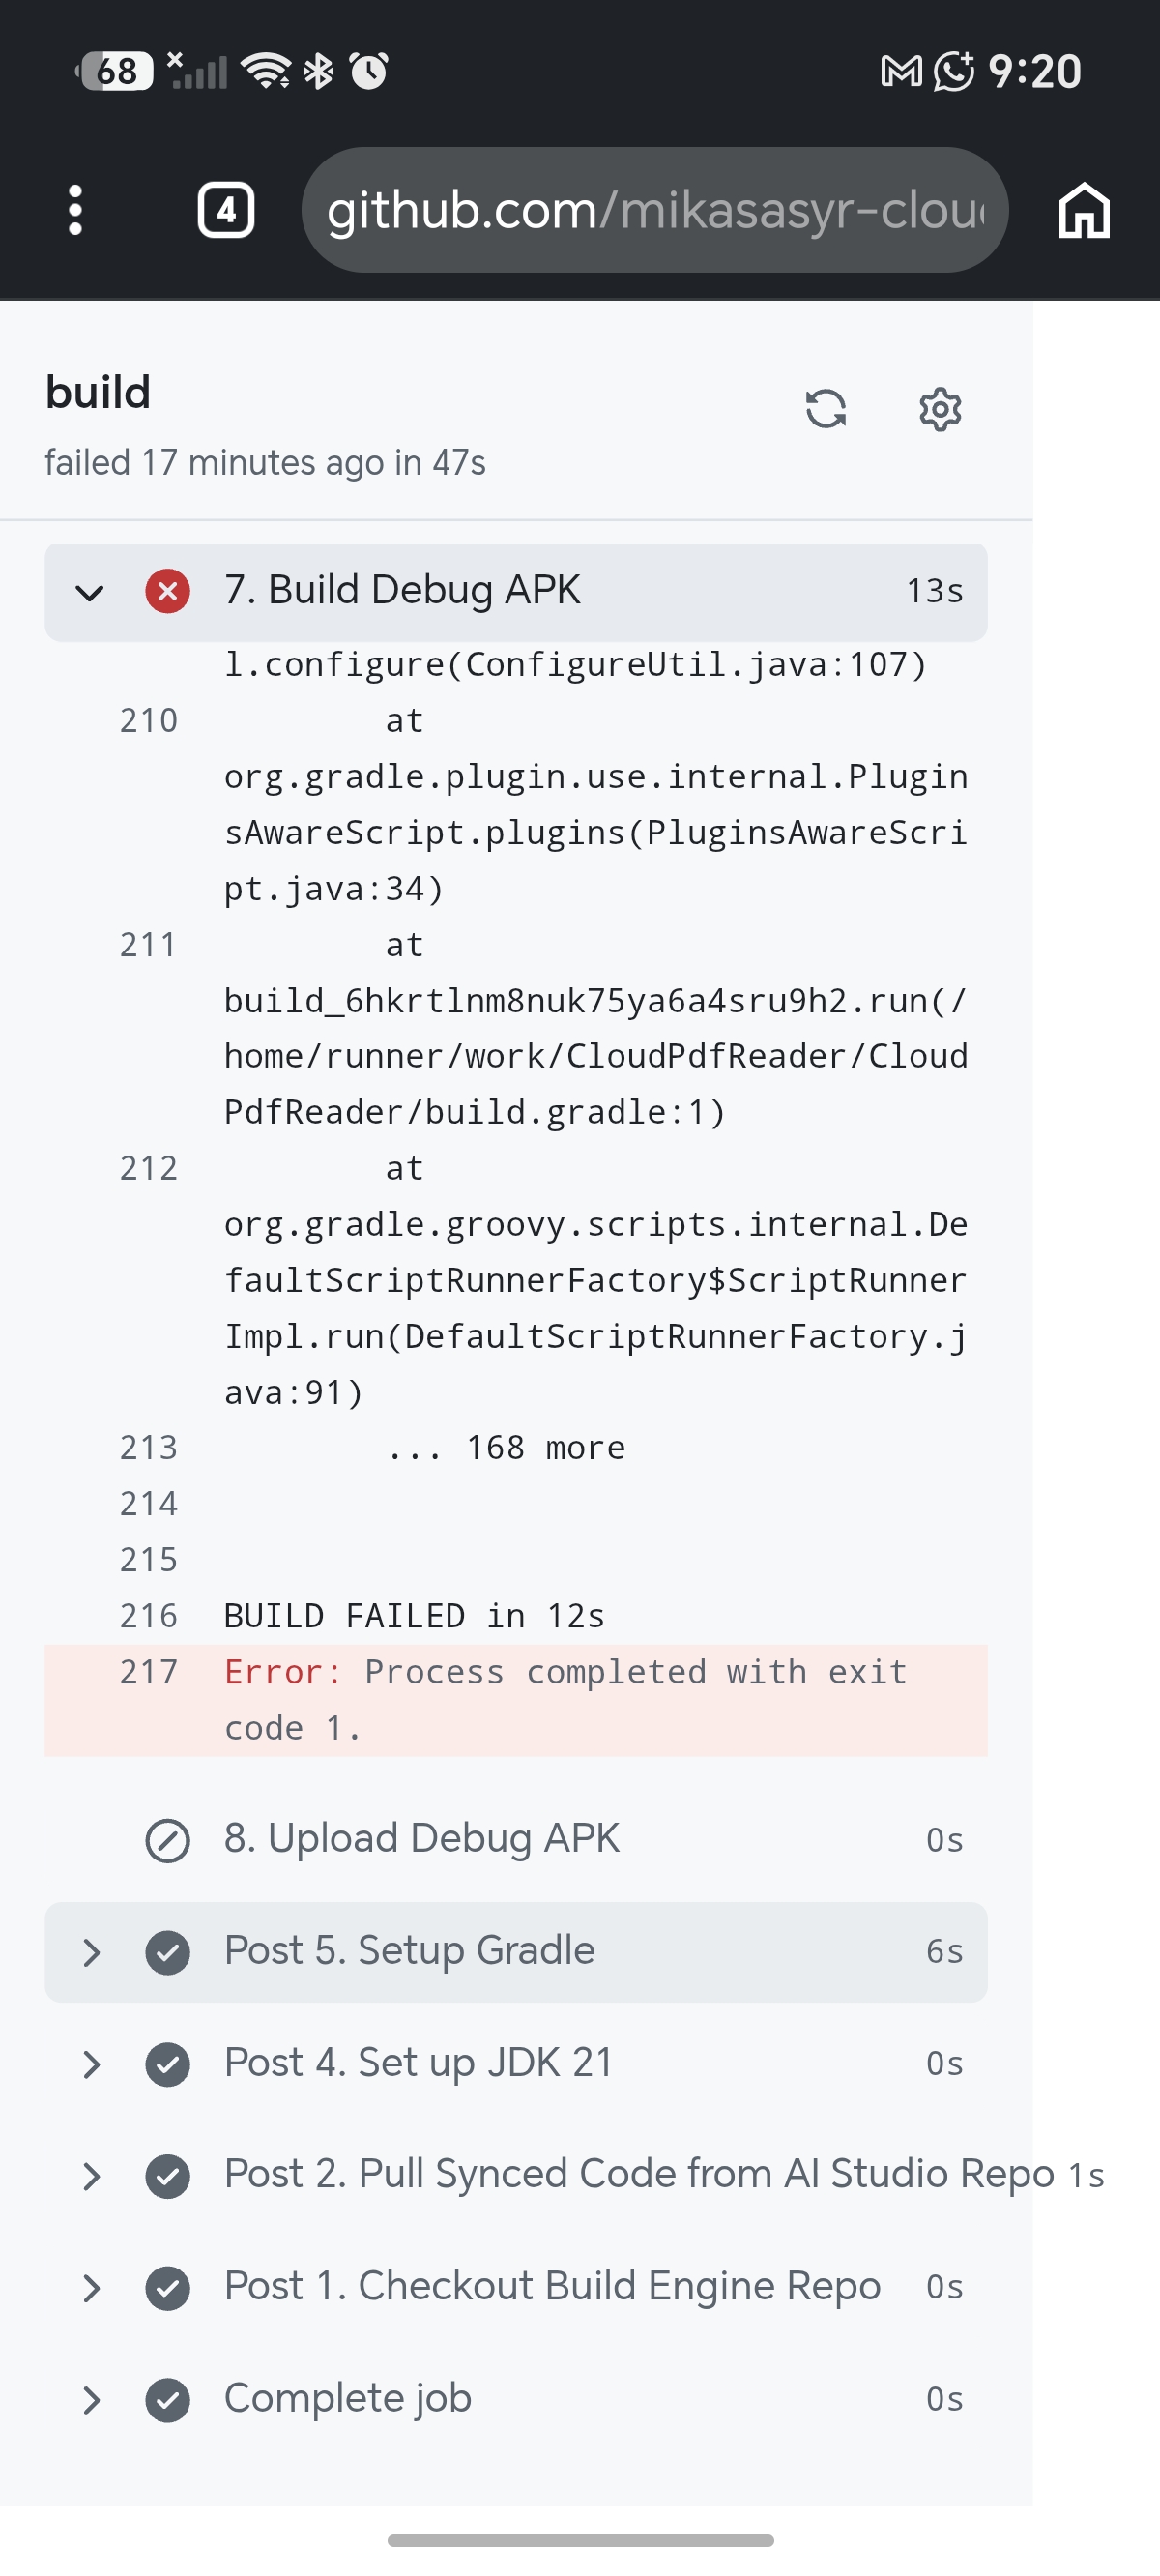 68
9:20
4
github.com/mikasasyr-clou
build
failed 17 minutes ago in 47s
7. Build Debug APK 13s
l.configure(ConfigureUtil.java:107)
210 at
org.gradle.plugin.use.internal.Plugin
sAwareScript.plugins(PluginsAwareScri
pt.java:34)
211 at
build_6hkrtlnm8nuk75ya6a4sru9h2.run(/
home/runner/work/CloudPdfReader/Cloud
PdfReader/build.gradle:1)
212 at
org.gradle.groovy.scripts.internal.De
faultScriptRunnerFactory$ScriptRunner
Impl.run(DefaultScriptRunnerFactory.j
ava:91)
213 ... 168 more
214
215
216 BUILD FAILED in 12s
217 Error: Process completed with exit
code 1.
8. Upload Debug APK 0s
Post 5. Setup Gradle 6s
Post 4. Set up JDK 21 0s
Post 2. Pull Synced Code from AI Studio Repo 1s
Post 1. Checkout Build Engine Repo 0s
Complete job 0s